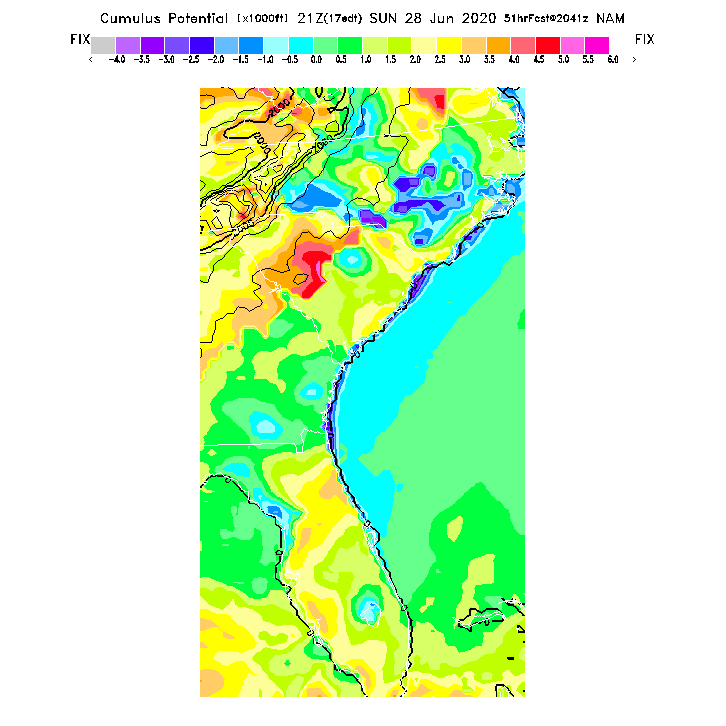 Cumulus Potential [x1000ft] 21Z(17edt) SUN 28 Jun 2020 51hrFcst@2041z NAM
FIX FIX
< -4.0 -3.5 -3.0 -2.5 -2.0 -1.5 -1.0 -0.5 0.0 0.5 1.0 1.5 2.0 2.5 3.0 3.5 4.0 4.5 5.0 5.5 6.0 >
2000
2000